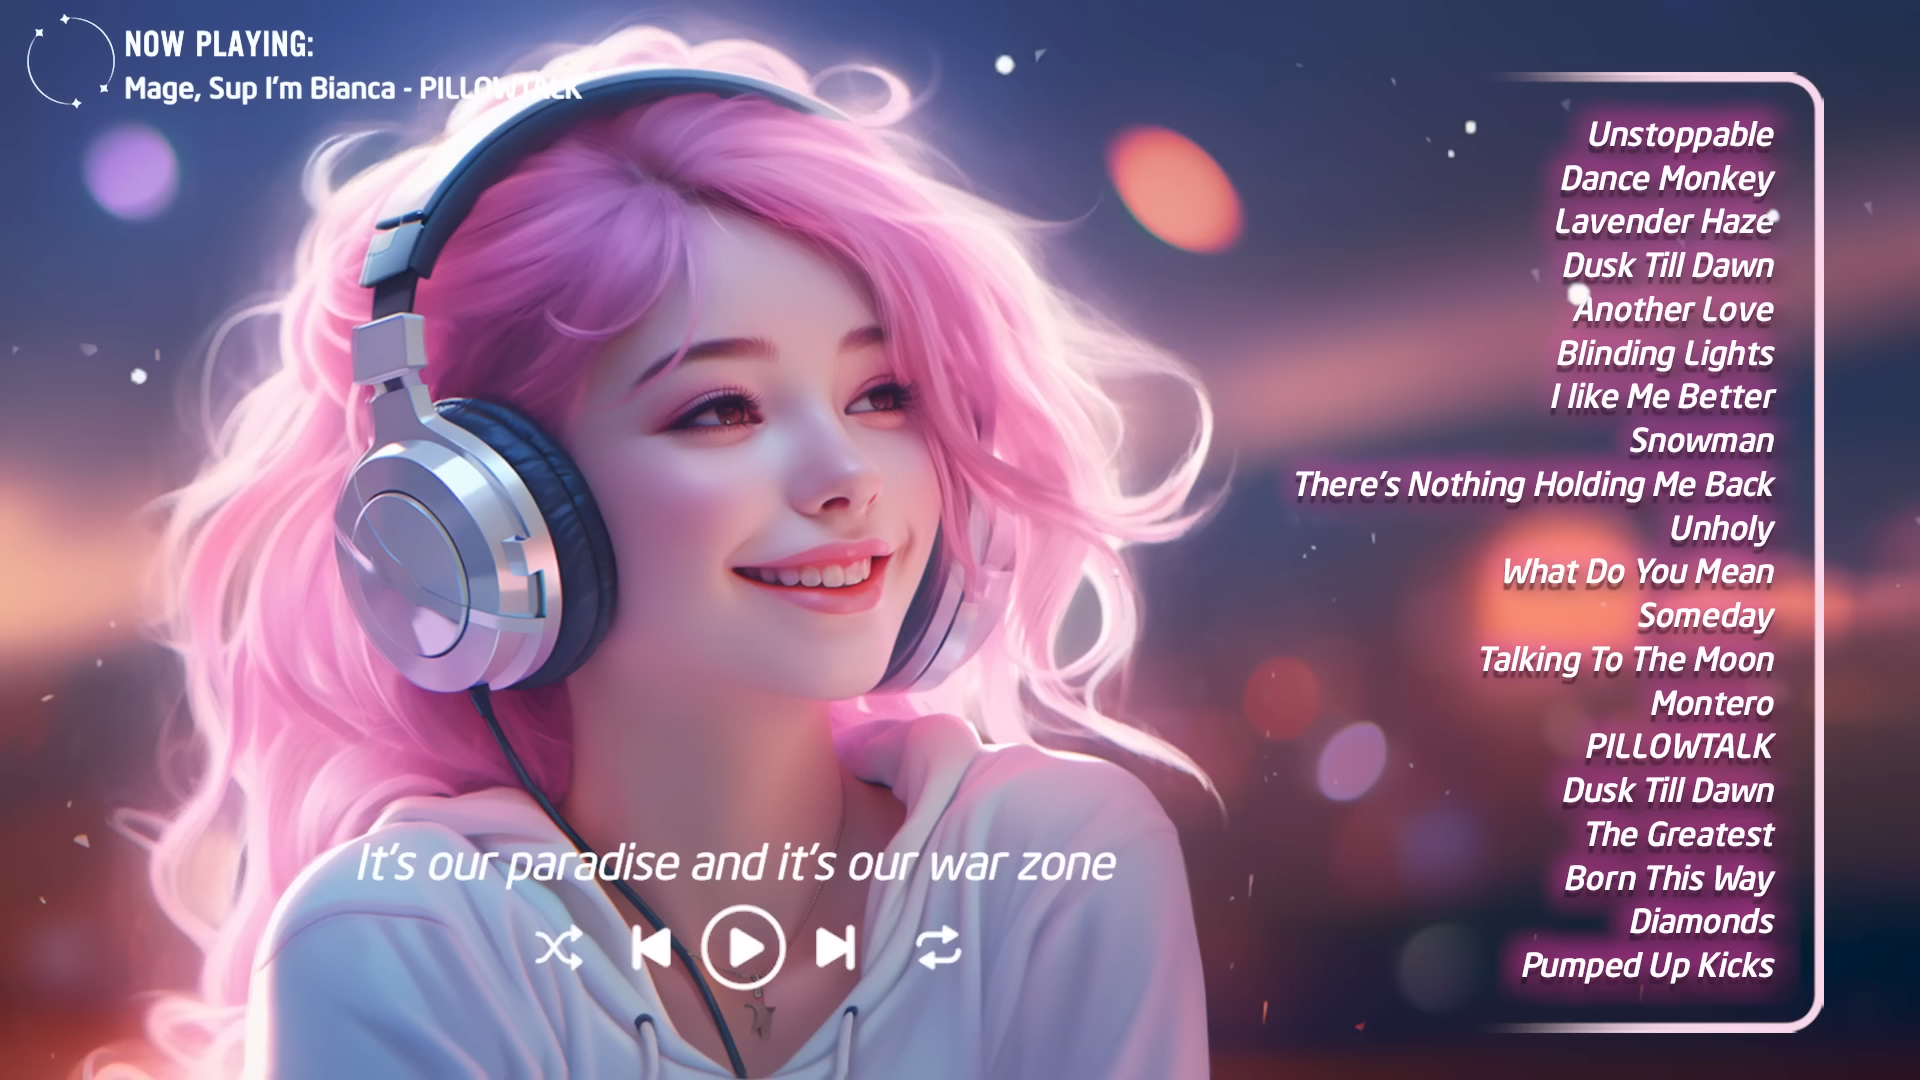 NOW PLAYING:
Mage, Sup I'm Bianca - PILLOWTALK
Unstoppable
Dance Monkey
Lavender Haze
Dusk Till Dawn
Another Love
Blinding Lights
I like Me Better
Snowman
There's Nothing Holding Me Back
Unholy
What Do You Mean
Someday
Talking To The Moon
Montero
PILLOWTALK
Dusk Till Dawn
The Greatest
Born This Way
Diamonds
Pumped Up Kicks
It's our paradise and it's our war zone